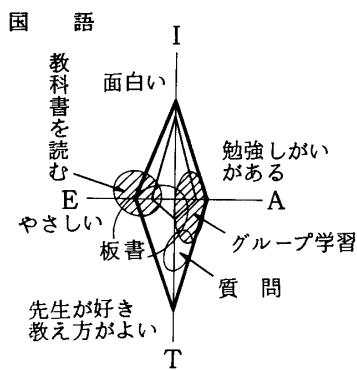 国語
I
面白い
教科書を読む
勉強しがい
がある
E
A
やさしい
板書
グループ学習
質問
先生が好き
教え方がよい
T